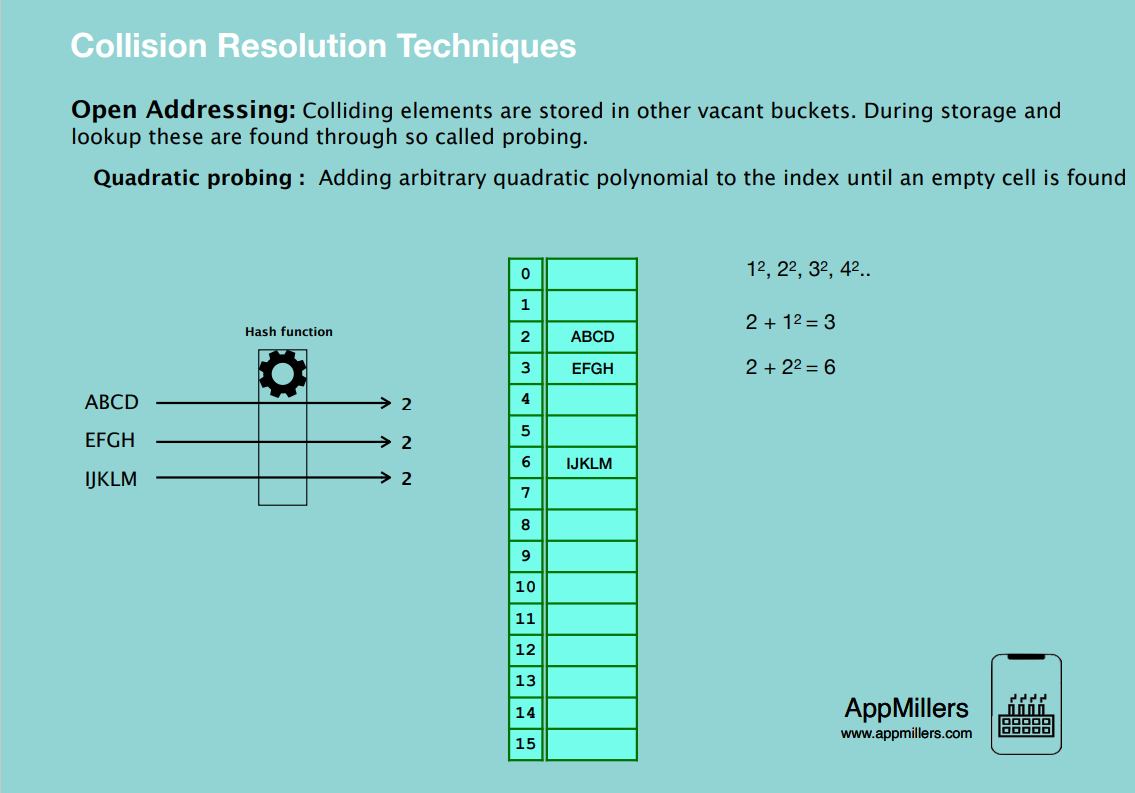 Collision Resolution Techniques
Open Addressing: Colliding elements are stored in other vacant buckets. During storage and
lookup these are found through so called probing.
Quadratic probing : Adding arbitrary quadratic polynomial to the index until an empty cell is found
Hash function
ABCD 2
EFGH 2
IJKLM 2
0
1
2 ABCD
3 EFGH
4
5
6 IJKLM
7
8
9
10
11
12
13
14
15
1², 2², 3², 4²..
2 + 1² = 3
2 + 2² = 6
AppMillers
www.appmillers.com